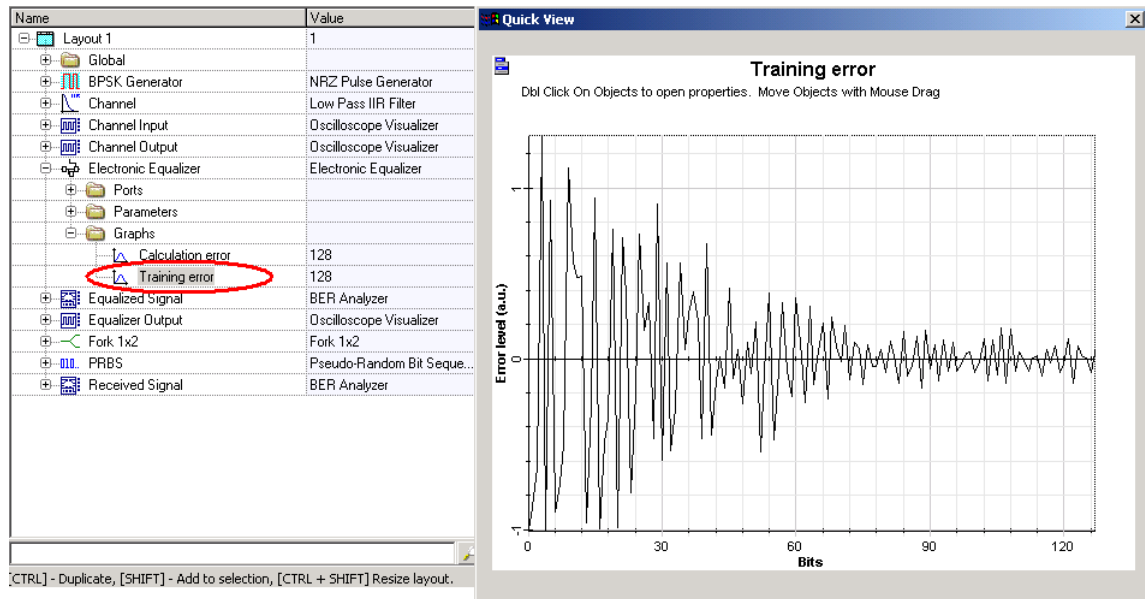 Name Value
Layout 1 1
Global
BPSK Generator NRZ Pulse Generator
Channel Low Pass IIR Filter
Channel Input Oscilloscope Visualizer
Channel Output Oscilloscope Visualizer
Electronic Equalizer Electronic Equalizer
Ports
Parameters
Graphs
Calculation error 128
Training error 128
Equalized Signal BER Analyzer
Equalizer Output Oscilloscope Visualizer
Fork 1x2 Fork 1x2
PRBS Pseudo-Random Bit Seque...
Received Signal BER Analyzer
[CTRL] - Duplicate, [SHIFT] - Add to selection, [CTRL + SHIFT] Resize layout.
Quick View
Training error
Dbl Click On Objects to open properties. Move Objects with Mouse Drag
Error level (a.u.)
1
0
-1
0 30 60 90 120
Bits